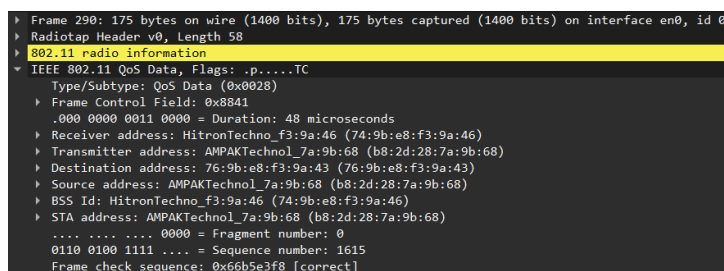 Frame 290: 175 bytes on wire (1400 bits), 175 bytes captured (1400 bits) on interface en0, id 0
Radiotap Header v0, Length 58
802.11 radio information
IEEE 802.11 QoS Data, Flags: .p.....TC
Type/Subtype: QoS Data (0x0028)
Frame Control Field: 0x8841
.000 0000 0011 0000 = Duration: 48 microseconds
Receiver address: HitronTechno_f3:9a:46 (74:9b:e8:f3:9a:46)
Transmitter address: AMPAKTechnol_7a:9b:68 (b8:2d:28:7a:9b:68)
Destination address: 76:9b:e8:f3:9a:43 (76:9b:e8:f3:9a:43)
Source address: AMPAKTechnol_7a:9b:68 (b8:2d:28:7a:9b:68)
BSS Id: HitronTechno_f3:9a:46 (74:9b:e8:f3:9a:46)
STA address: AMPAKTechnol_7a:9b:68 (b8:2d:28:7a:9b:68)
.... .... .... 0000 = Fragment number: 0
0110 0100 1111 .... = Sequence number: 1615
Frame check sequence: 0x66b5e3f8 [correct]